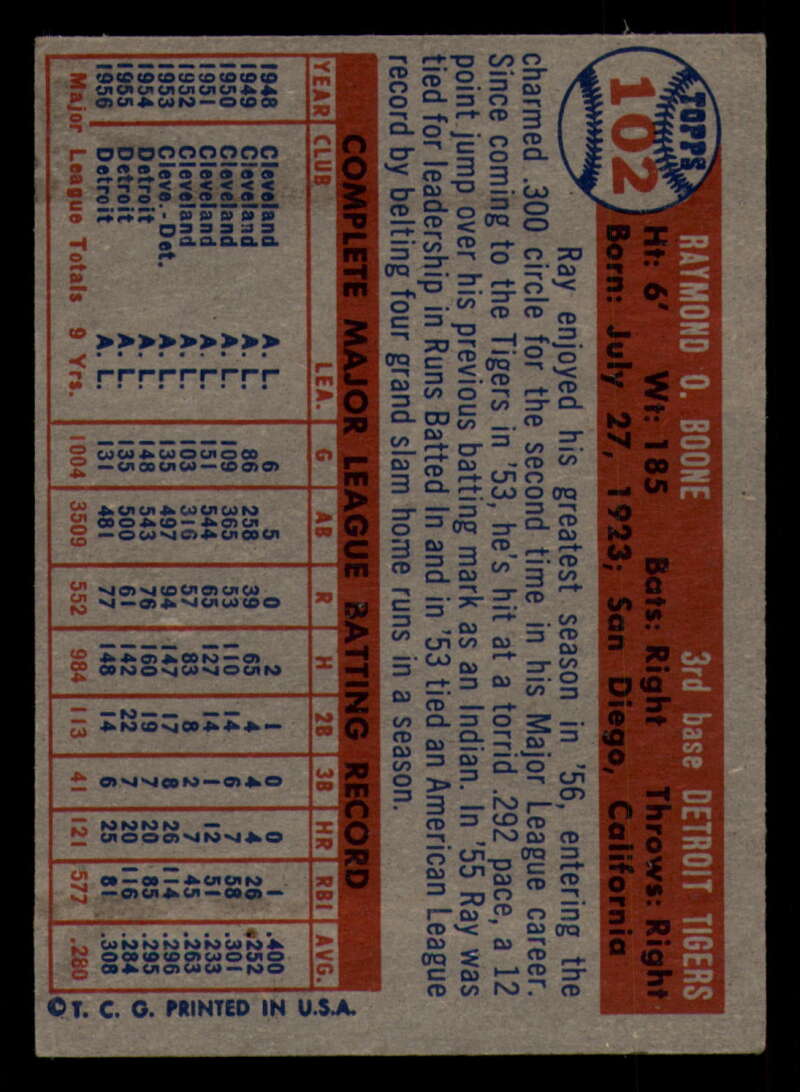 TOPPS
102
RAYMOND O. BOONE 3rd base DETROIT TIGERS
Ht: 6' Wt: 185 Bats: Right Throws: Right
Born: July 27, 1923; San Diego, California
Ray enjoyed his greatest season in '56, entering the
charmed .300 circle for the second time in his Major League career.
Since coming to the Tigers in '53, he's hit at a torrid .292 pace, a 12
point jump over his previous batting mark as an Indian. In '55 Ray was
tied for leadership in Runs Batted In and in '53 tied an American League
record by belting four grand slam home runs in a season.
COMPLETE MAJOR LEAGUE BATTING RECORD
YEAR CLUB LEA. G AB R H 2B 3B HR RBI AVG.
1948 Cleveland A. L. 6 5 0 2 1 0 0 1 .400
1949 Cleveland A. L. 86 258 39 65 4 4 4 26 .252
1950 Cleveland A. L. 109 365 53 110 14 6 7 58 .301
1951 Cleveland A. L. 151 544 65 127 14 1 12 51 .233
1952 Cleveland A. L. 103 316 57 83 8 2 7 45 .263
1953 Cleve.-Det. A. L. 135 497 94 147 17 8 26 114 .296
1954 Detroit A. L. 148 543 76 160 19 7 20 85 .295
1955 Detroit A. L. 135 500 61 142 22 7 20 116 .284
1956 Detroit A. L. 131 481 77 148 14 6 25 81 .308
Major League Totals 9 Yrs. 1004 3509 552 984 113 41 121 577 .280
©T. C. G. PRINTED IN U.S.A.